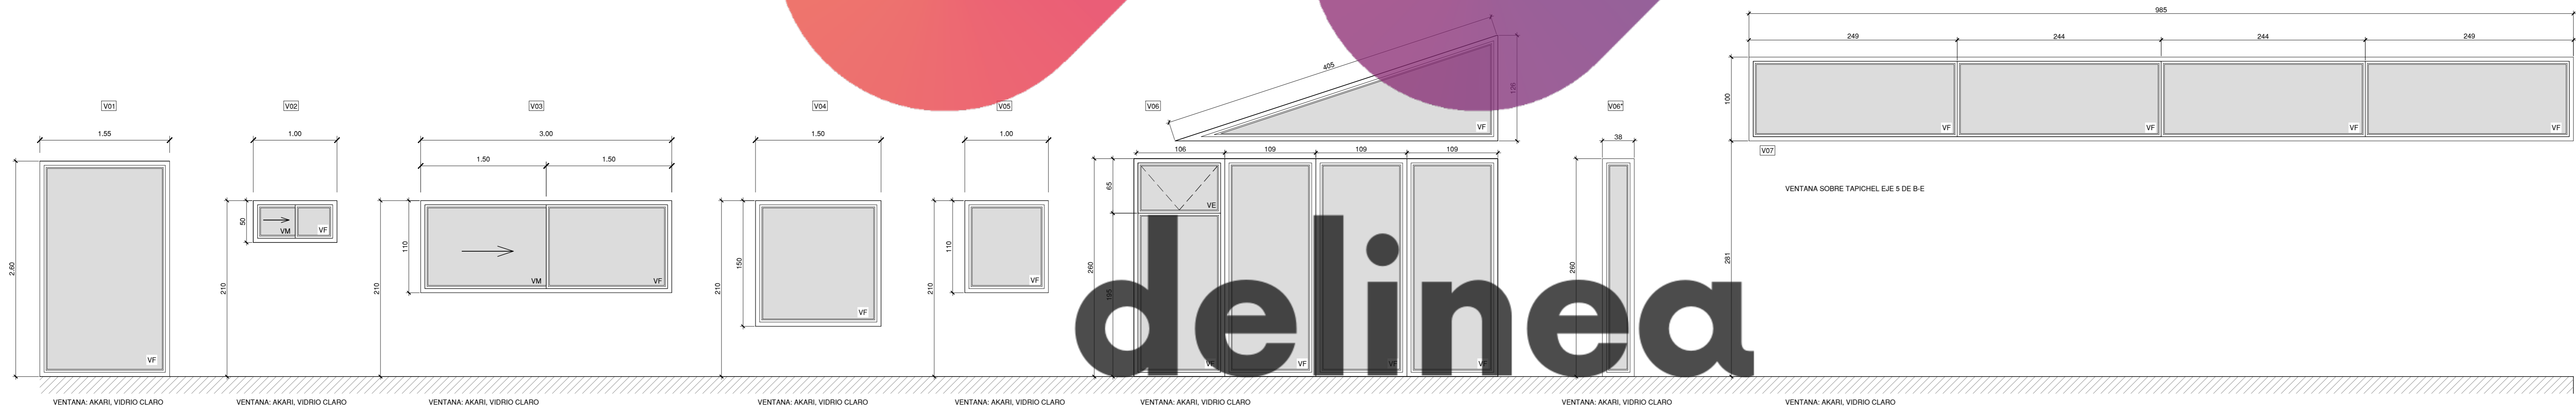 V01
1.55
2.60
VF
VENTANA: AKARI, VIDRIO CLARO
V02
1.00
50
210
VM
VF
VENTANA: AKARI, VIDRIO CLARO
V03
3.00
1.50
1.50
110
210
VM
VF
VENTANA: AKARI, VIDRIO CLARO
V04
1.50
150
210
VF
VENTANA: AKARI, VIDRIO CLARO
V05
1.00
110
210
VF
VENTANA: AKARI, VIDRIO CLARO
V06
405
126
VF
106
109
109
109
65
195
260
VE
VF
VF
VF
VF
VENTANA: AKARI, VIDRIO CLARO
V06"
38
260
VENTANA: AKARI, VIDRIO CLARO
985
249
244
244
249
100
VF
VF
VF
VF
V07
VENTANA SOBRE TAPICHEL EJE 5 DE B-E
281
VENTANA: AKARI, VIDRIO CLARO
delinea